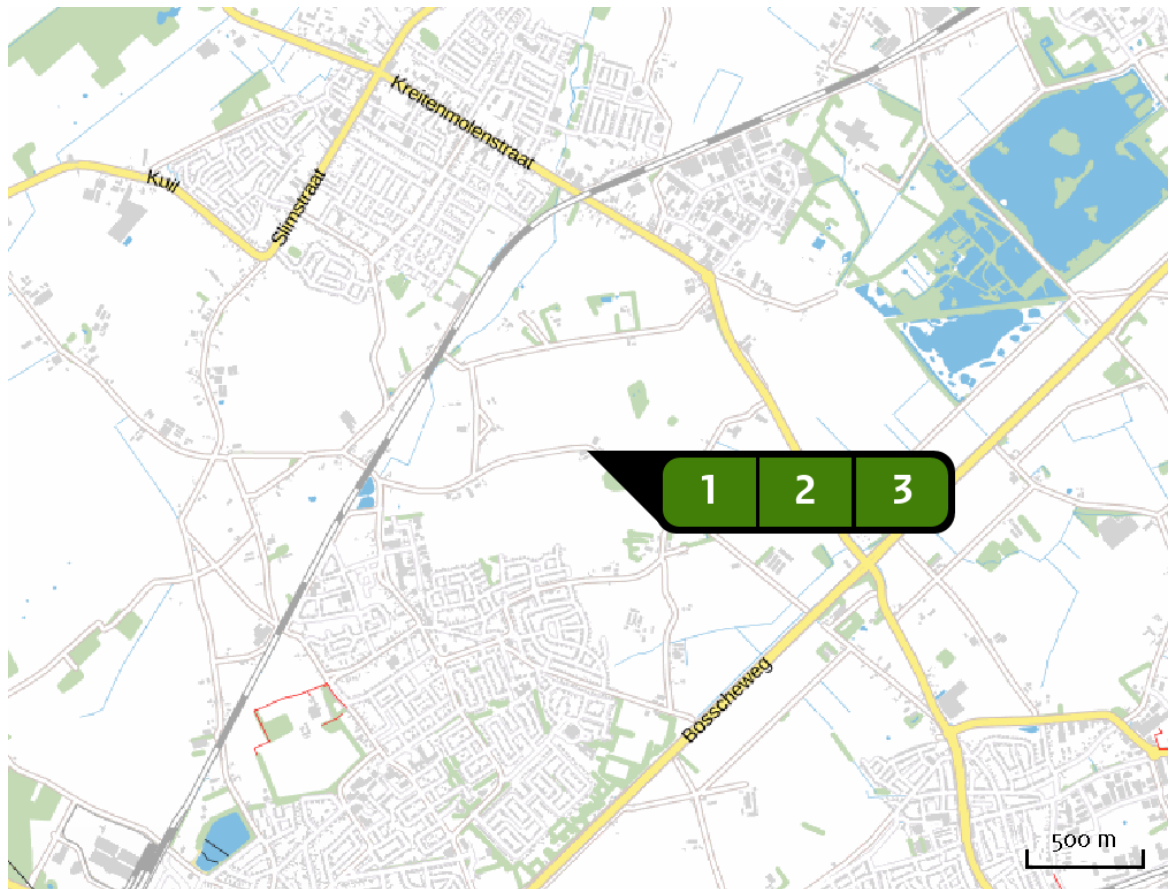 Kreitenmolenstraat
Kuil
Slimstraat
1 2 3
Bosscheweg
500 m